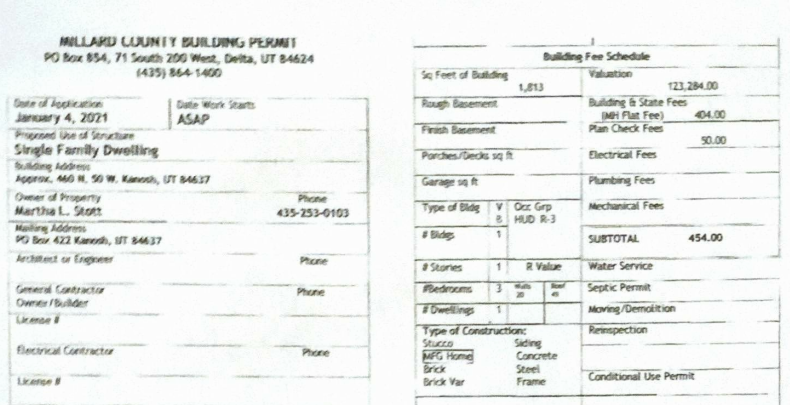 MILLARD COUNTY BUILDING PERMIT
PO Box 854, 71 South 200 West, Delta, UT 84624
(435) 864-1400
Date of Application
January 4, 2021
Date Work Starts
ASAP
Proposed Use of Structure
Single Family Dwelling
Building Address
Approx. 460 N, 50 W. Kanosh, UT 84637
Owner of Property Phone
Martha L. Stott 435-253-0103
Mailing Address
PO Box 422 Kanosh, UT 84637
Architect or Engineer Phone
General Contractor Phone
Owner/Builder
License #
Electrical Contractor Phone
License #
Building Fee Schedule
Sq Feet of Building
1,813
Valuation
123,284.00
Rough Basement
Building & State Fees
(MH Flat Fee) 404.00
Finish Basement
Plan Check Fees
50.00
Porches/Decks sq ft
Electrical Fees
Garage sq ft
Plumbing Fees
Type of Bldg V B
Occ Grp
HUD R-3
Mechanical Fees
# Bldgs 1
SUBTOTAL 454.00
# Stories 1 R Value
Water Service
#Bedrooms 3
Walls
20
Roof
Septic Permit
# Dwellings 1
Moving/Demolition
Type of Construction:
Stucco Siding
MFG Home Concrete
Brick Steel
Brick Var Frame
Reinspection
Conditional Use Permit